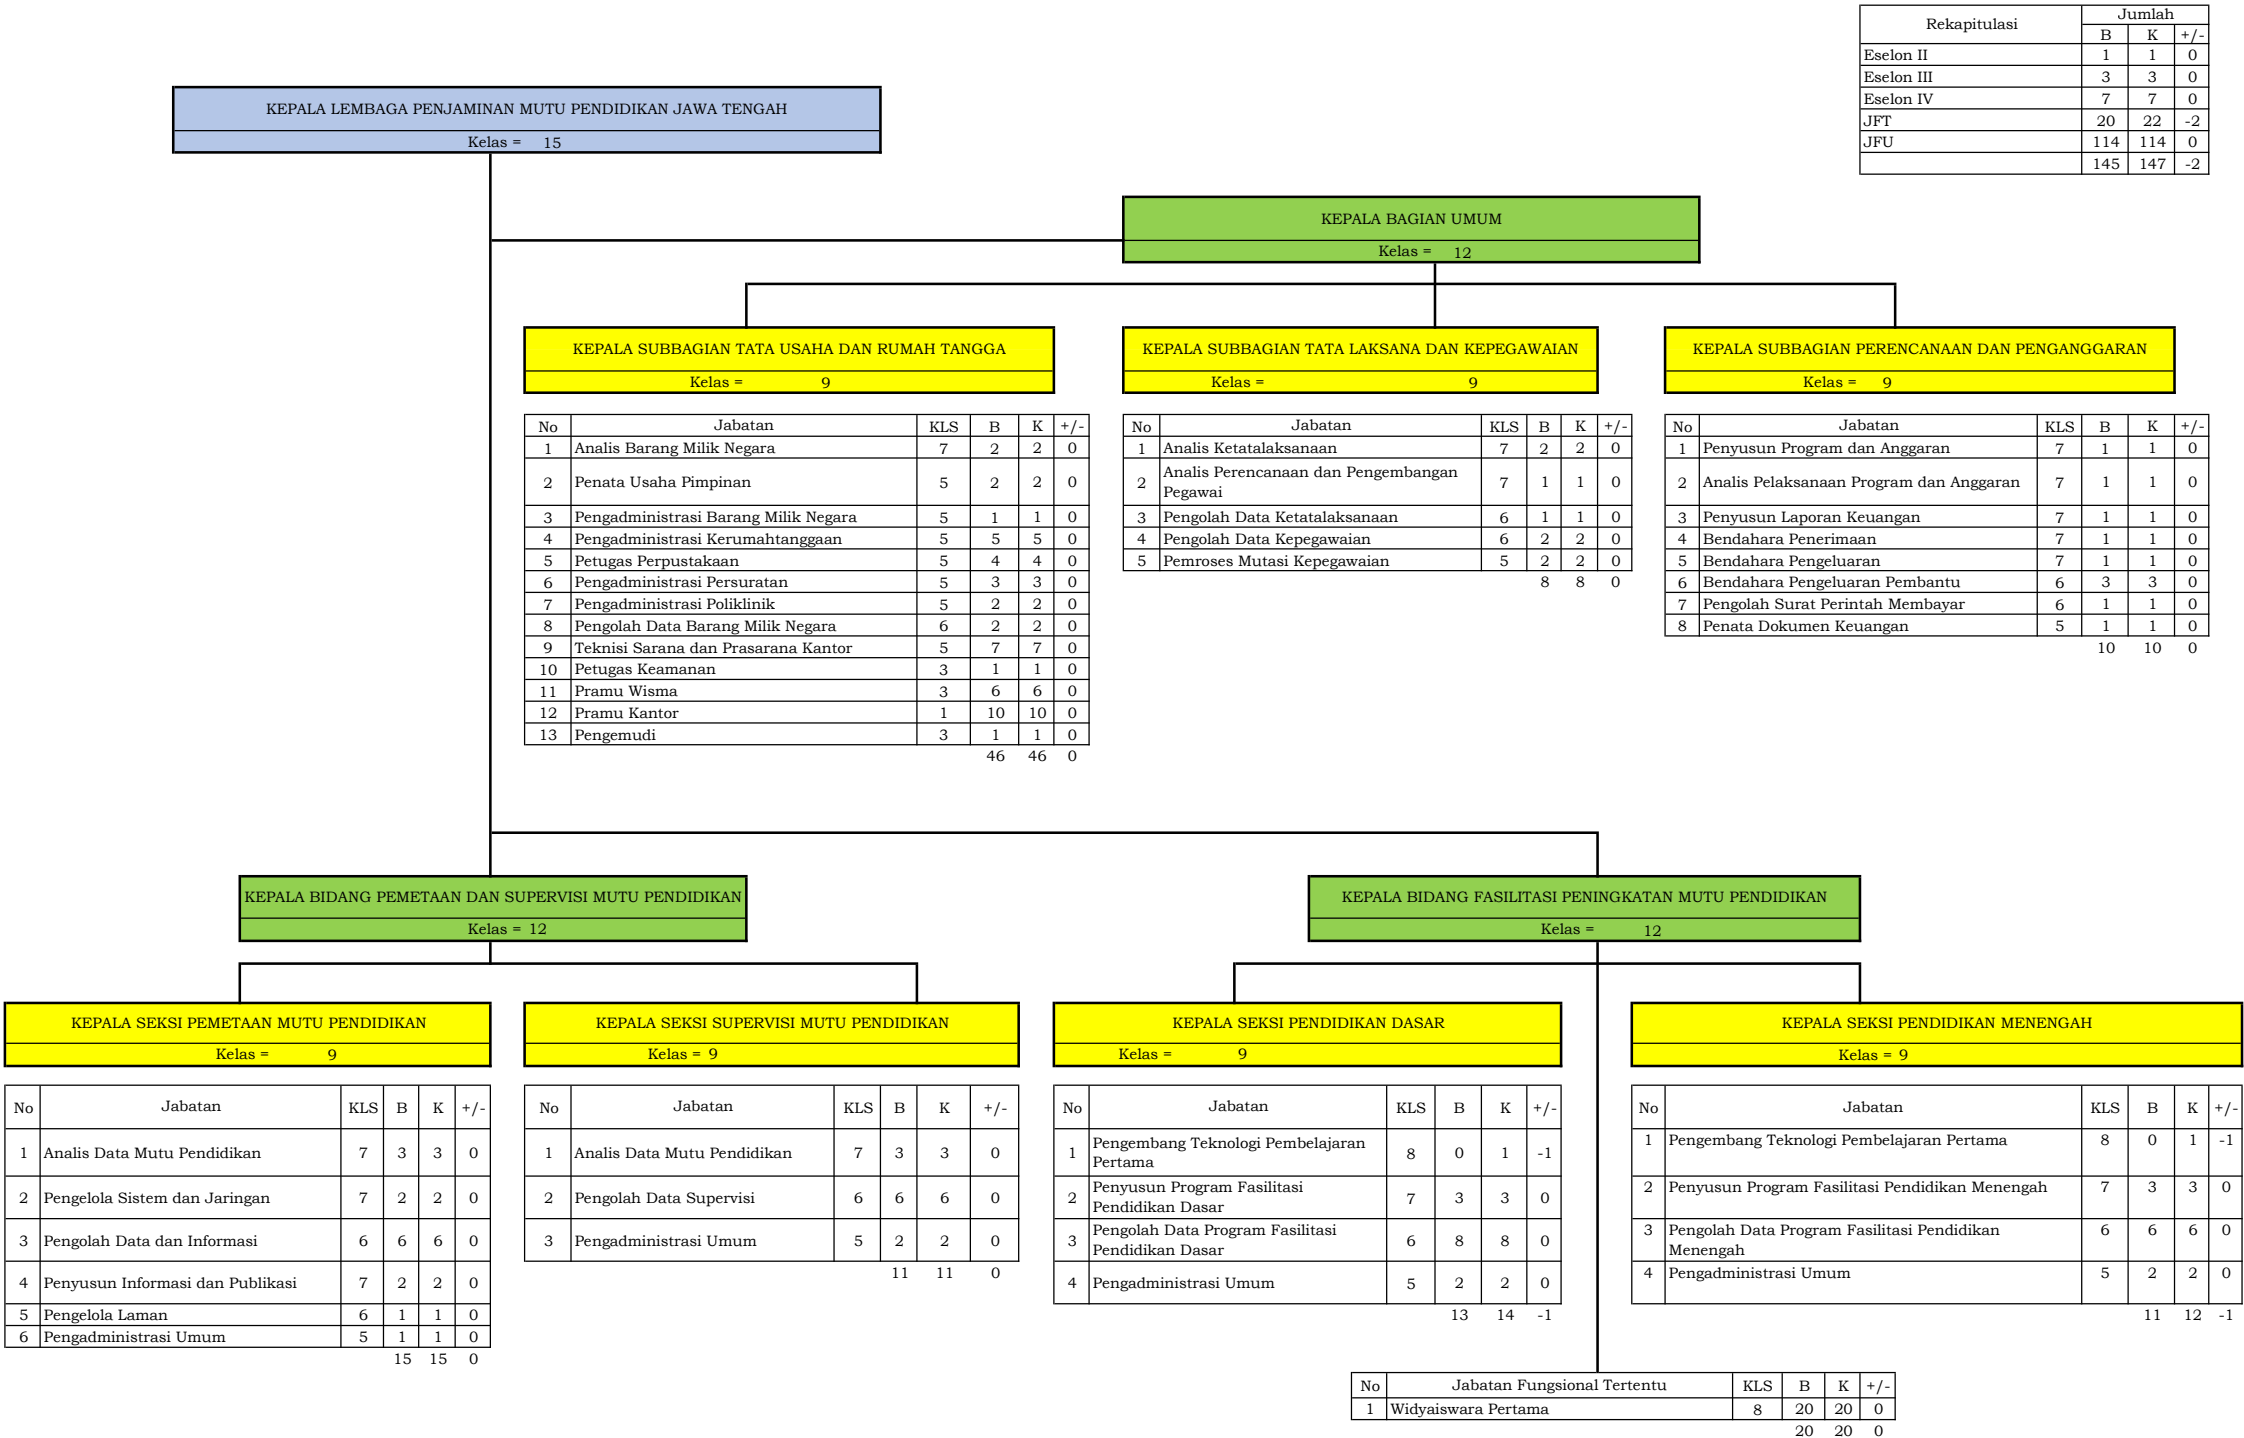 Rekapitulasi Jumlah
B K +/-
Eselon II 1 1 0
Eselon III 3 3 0
Eselon IV 7 7 0
JFT 20 22 -2
JFU 114 114 0
145 147 -2
KEPALA LEMBAGA PENJAMINAN MUTU PENDIDIKAN JAWA TENGAH
Kelas = 15
KEPALA BAGIAN UMUM
Kelas = 12
KEPALA SUBBAGIAN TATA USAHA DAN RUMAH TANGGA
Kelas = 9
No Jabatan KLS B K +/-
1 Analis Barang Milik Negara 7 2 2 0
2 Penata Usaha Pimpinan 5 2 2 0
3 Pengadministrasi Barang Milik Negara 5 1 1 0
4 Pengadministrasi Kerumahtanggaan 5 5 5 0
5 Petugas Perpustakaan 5 4 4 0
6 Pengadministrasi Persuratan 5 3 3 0
7 Pengadministrasi Poliklinik 5 2 2 0
8 Pengolah Data Barang Milik Negara 6 2 2 0
9 Teknisi Sarana dan Prasarana Kantor 5 7 7 0
10 Petugas Keamanan 3 1 1 0
11 Pramu Wisma 3 6 6 0
12 Pramu Kantor 1 10 10 0
13 Pengemudi 3 1 1 0
46 46 0
KEPALA SUBBAGIAN TATA LAKSANA DAN KEPEGAWAIAN
Kelas = 9
No Jabatan KLS B K +/-
1 Analis Ketatalaksanaan 7 2 2 0
2 Analis Perencanaan dan Pengembangan
Pegawai 7 1 1 0
3 Pengolah Data Ketatalaksanaan 6 1 1 0
4 Pengolah Data Kepegawaian 6 2 2 0
5 Pemroses Mutasi Kepegawaian 5 2 2 0
8 8 0
KEPALA SUBBAGIAN PERENCANAAN DAN PENGANGGARAN
Kelas = 9
No Jabatan KLS B K +/-
1 Penyusun Program dan Anggaran 7 1 1 0
2 Analis Pelaksanaan Program dan Anggaran 7 1 1 0
3 Penyusun Laporan Keuangan 7 1 1 0
4 Bendahara Penerimaan 7 1 1 0
5 Bendahara Pengeluaran 7 1 1 0
6 Bendahara Pengeluaran Pembantu 6 3 3 0
7 Pengolah Surat Perintah Membayar 6 1 1 0
8 Penata Dokumen Keuangan 5 1 1 0
10 10 0
KEPALA BIDANG PEMETAAN DAN SUPERVISI MUTU PENDIDIKAN
Kelas = 12
KEPALA BIDANG FASILITASI PENINGKATAN MUTU PENDIDIKAN
Kelas = 12
KEPALA SEKSI PEMETAAN MUTU PENDIDIKAN
Kelas = 9
No Jabatan KLS B K +/-
1 Analis Data Mutu Pendidikan 7 3 3 0
2 Pengelola Sistem dan Jaringan 7 2 2 0
3 Pengolah Data dan Informasi 6 6 6 0
4 Penyusun Informasi dan Publikasi 7 2 2 0
5 Pengelola Laman 6 1 1 0
6 Pengadministrasi Umum 5 1 1 0
15 15 0
KEPALA SEKSI SUPERVISI MUTU PENDIDIKAN
Kelas = 9
No Jabatan KLS B K +/-
1 Analis Data Mutu Pendidikan 7 3 3 0
2 Pengolah Data Supervisi 6 6 6 0
3 Pengadministrasi Umum 5 2 2 0
11 11 0
KEPALA SEKSI PENDIDIKAN DASAR
Kelas = 9
No Jabatan KLS B K +/-
1 Pengembang Teknologi Pembelajaran
Pertama 8 0 1 -1
2 Penyusun Program Fasilitasi
Pendidikan Dasar 7 3 3 0
3 Pengolah Data Program Fasilitasi
Pendidikan Dasar 6 8 8 0
4 Pengadministrasi Umum 5 2 2 0
13 14 -1
KEPALA SEKSI PENDIDIKAN MENENGAH
Kelas = 9
No Jabatan KLS B K +/-
1 Pengembang Teknologi Pembelajaran Pertama 8 0 1 -1
2 Penyusun Program Fasilitasi Pendidikan Menengah 7 3 3 0
3 Pengolah Data Program Fasilitasi Pendidikan
Menengah 6 6 6 0
4 Pengadministrasi Umum 5 2 2 0
11 12 -1
No Jabatan Fungsional Tertentu KLS B K +/-
1 Widyaiswara Pertama 8 20 20 0
20 20 0